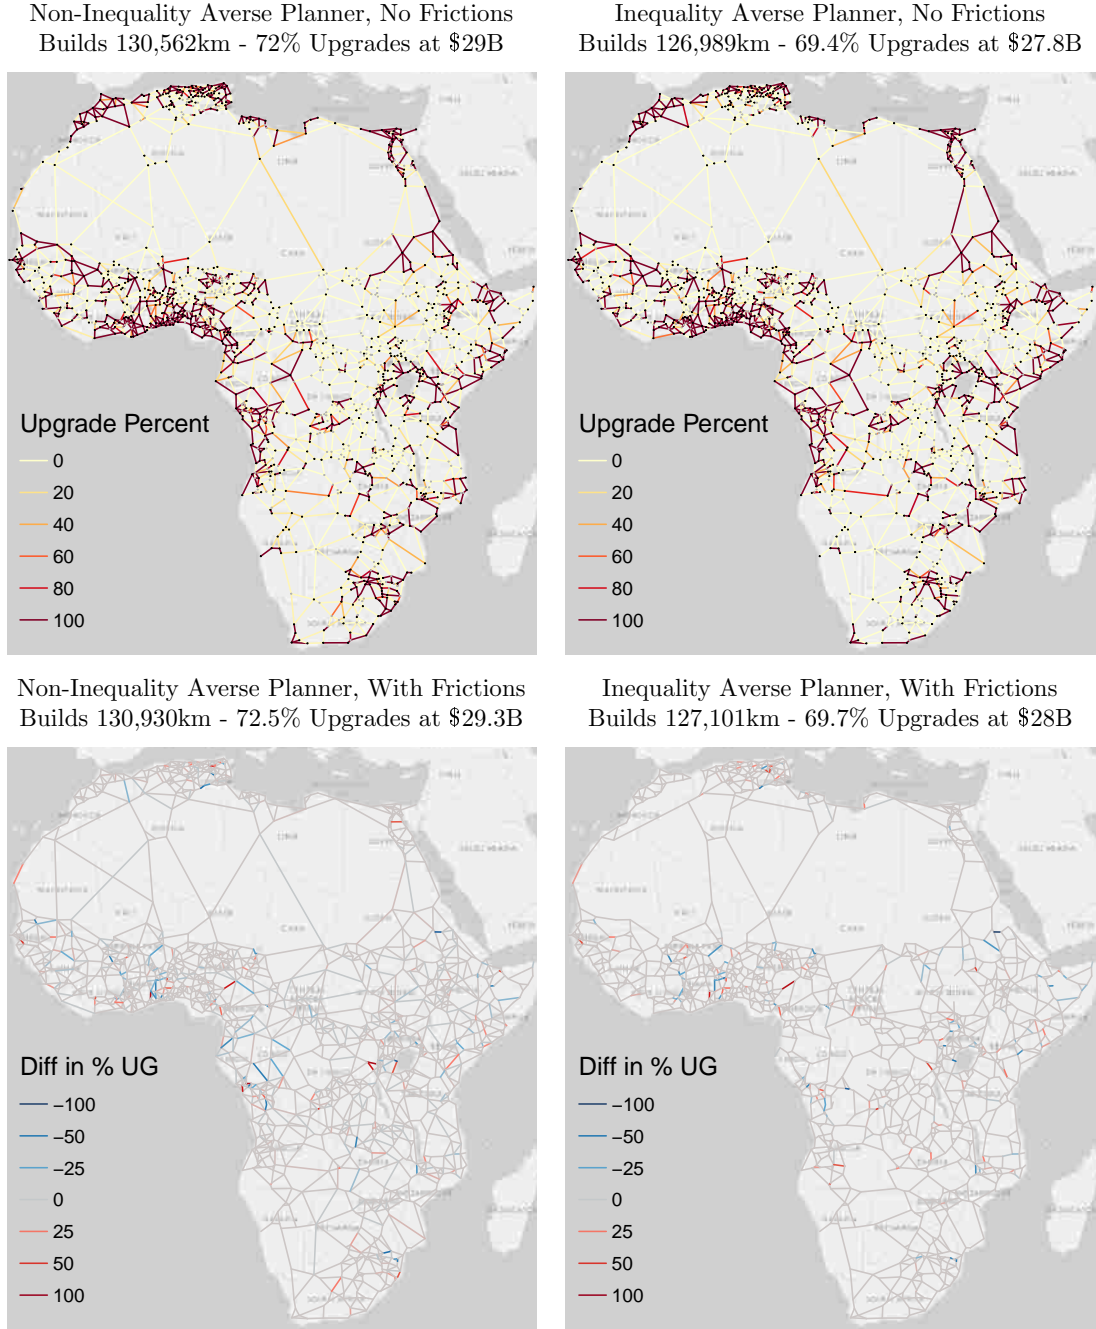 Non-Inequality Averse Planner, No Frictions
Builds 130,562km - 72% Upgrades at $29B
Inequality Averse Planner, No Frictions
Builds 126,989km - 69.4% Upgrades at $27.8B
Upgrade Percent
0
20
40
60
80
100
Upgrade Percent
0
20
40
60
80
100
Non-Inequality Averse Planner, With Frictions
Builds 130,930km - 72.5% Upgrades at $29.3B
Inequality Averse Planner, With Frictions
Builds 127,101km - 69.7% Upgrades at $28B
Diff in % UG
−100
−50
−25
0
25
50
100
Diff in % UG
−100
−50
−25
0
25
50
100